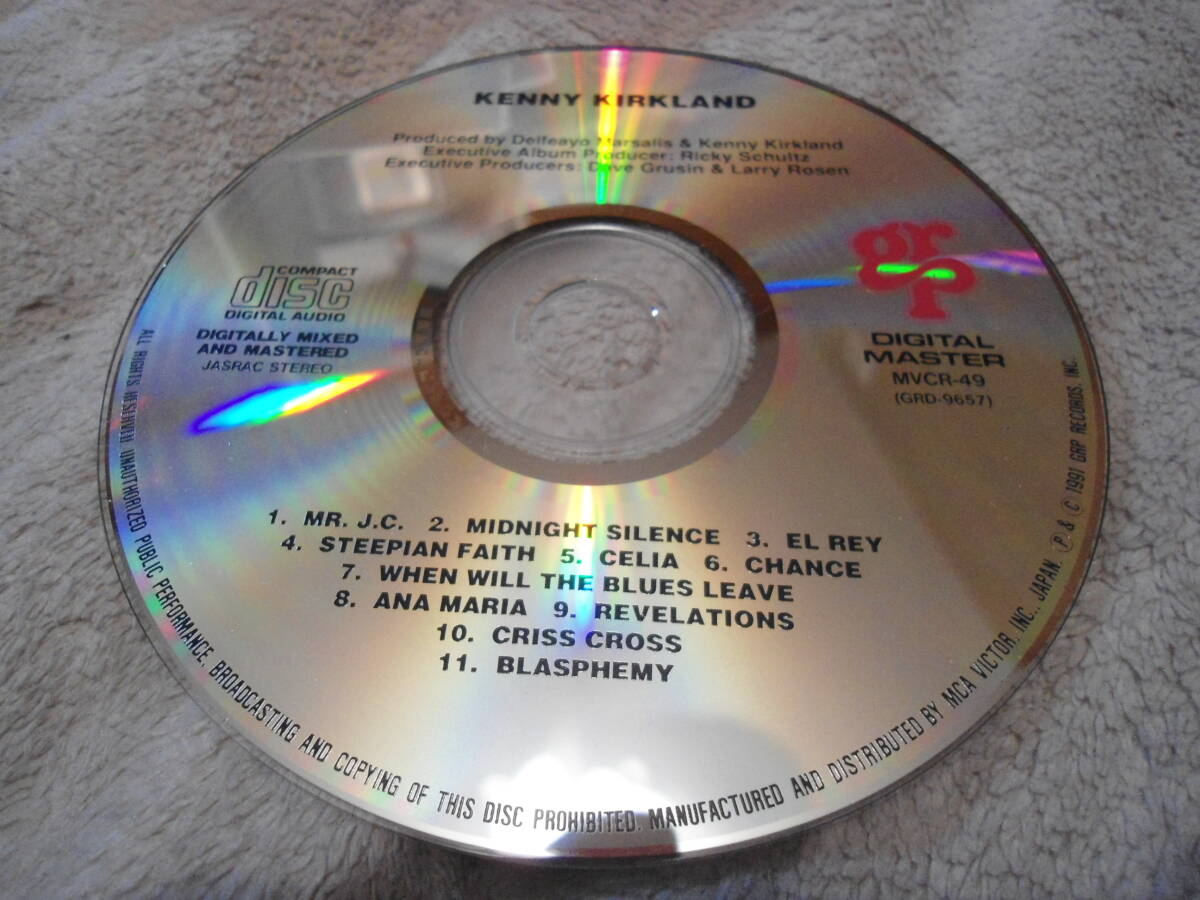 KENNY KIRKLAND
Produced by Delfeayo Marsalis & Kenny Kirkland
Executive Album Producer: Ricky Schultz
Executive Producers: Dave Grusin & Larry Rosen
COMPACT
disc
DIGITAL AUDIO
DIGITALLY MIXED
AND MASTERED
JASRAC STEREO
grp
DIGITAL
MASTER
MVCR-49
(GRD-9657)
1. MR. J.C. 2. MIDNIGHT SILENCE 3. EL REY
4. STEEPIAN FAITH 5. CELIA 6. CHANCE
7. WHEN WILL THE BLUES LEAVE
8. ANA MARIA 9. REVELATIONS
10. CRISS CROSS
11. BLASPHEMY
ALL RIGHTS RESERVED. UNAUTHORIZED PUBLIC PERFORMANCE, BROADCASTING AND COPYING OF THIS DISC PROHIBITED. MANUFACTURED AND DISTRIBUTED BY MCA VICTOR, INC., JAPAN. ℗ & © 1991 GRP RECORDS, INC.